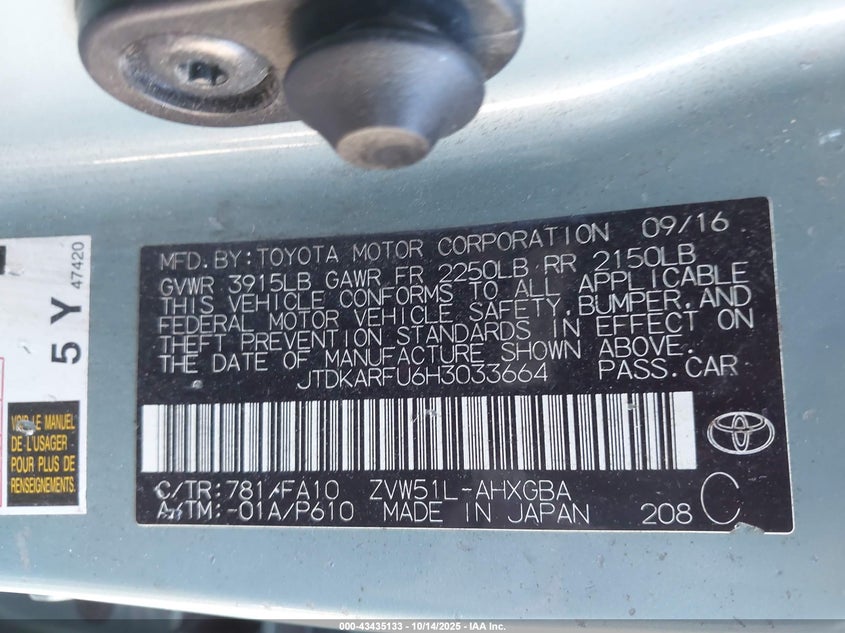 MFD. BY: TOYOTA MOTOR CORPORATION 09/16
GVWR 3915LB GAWR FR 2250LB RR 2150LB
THIS VEHICLE CONFORMS TO ALL APPLICABLE
FEDERAL MOTOR VEHICLE SAFETY, BUMPER, AND
THEFT PREVENTION STANDARDS IN EFFECT ON
THE DATE OF MANUFACTURE SHOWN ABOVE.
JTDKARFU6H3033664 PASS. CAR
C/TR: 781/FA10 ZVW51L-AHXGBA
A/TM: -01A/P610 MADE IN JAPAN 208 C
5 Y 47420
VOIR LE MANUEL
DE L'USAGER
POUR PLUS DE
RENSEIGNEMENTS
000-43435133 - 10/14/2025 - IAA Inc.